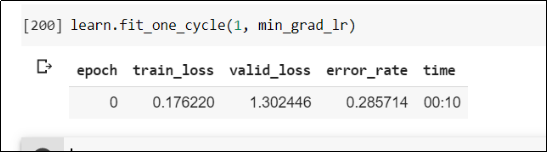 [200] learn.fit_one_cycle(1, min_grad_lr)
epoch train_loss valid_loss error_rate time
0 0.176220 1.302446 0.285714 00:10